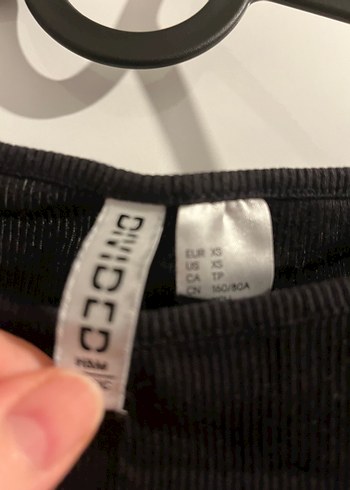 DIVIDED
H&M
EUR XS
US XS
CA TP
CN 160/80A